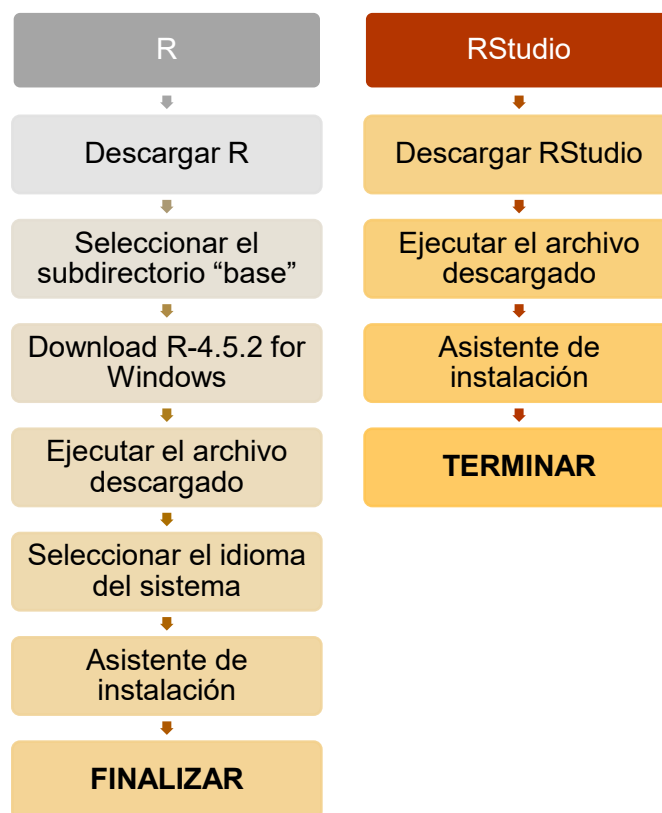 R
Descargar R
Seleccionar el
subdirectorio “base”
Download R-4.5.2 for
Windows
Ejecutar el archivo
descargado
Seleccionar el idioma
del sistema
Asistente de
instalación
FINALIZAR
RStudio
Descargar RStudio
Ejecutar el archivo
descargado
Asistente de
instalación
TERMINAR